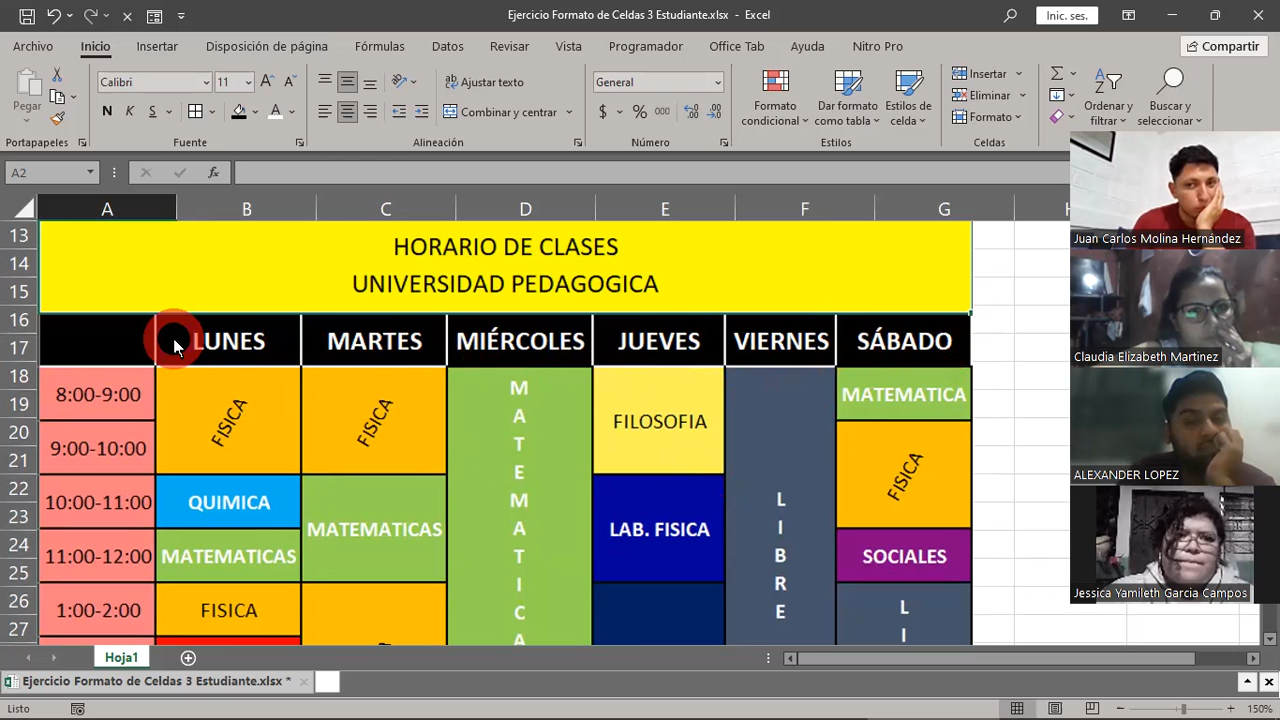 Ejercicio Formato de Celdas 3 Estudiante.xlsx - Excel
Inic. ses.
Archivo Inicio Insertar Disposición de página Fórmulas Datos Revisar Vista Programador Office Tab Ayuda Nitro Pro
Compartir
Pegar
Calibri 11
N K S
Ajustar texto
Combinar y centrar
General
$ % 000
Formato condicional
Dar formato como tabla
Estilos de celda
Insertar
Eliminar
Formato
Ordenar y filtrar
Buscar y seleccionar
Portapapeles Fuente Alineación Número Estilos Celdas
A2
fx
A B C D E F G H
13
14
15
16
17
18
19
20
21
22
23
24
25
26
27
HORARIO DE CLASES
UNIVERSIDAD PEDAGOGICA
LUNES MARTES MIÉRCOLES JUEVES VIERNES SÁBADO
8:00-9:00
9:00-10:00
10:00-11:00
11:00-12:00
1:00-2:00
FISICA
QUIMICA
MATEMATICAS
FISICA
FISICA
MATEMATICAS
M
A
T
E
M
A
T
I
C
A
FILOSOFIA
LAB. FISICA
L
I
B
R
E
MATEMATICA
FISICA
SOCIALES
L
I
Juan Carlos Molina Hernández
Claudia Elizabeth Martinez
ALEXANDER LOPEZ
Jessica Yamileth Garcia Campos
Hoja1
Ejercicio Formato de Celdas 3 Estudiante.xlsx *
Listo
150%